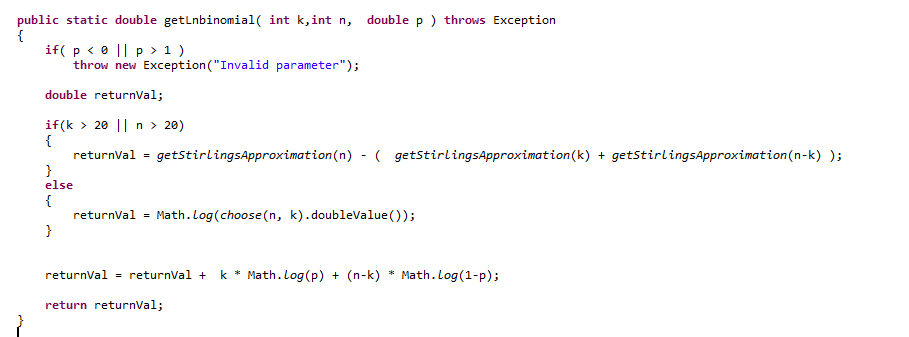 public static double getLnbinomial( int k,int n,  double p ) throws Exception
{
    if( p < 0 || p > 1 )
        throw new Exception("Invalid parameter");

    double returnVal;

    if(k > 20 || n > 20)
    {
        returnVal = getStirlingsApproximation(n) - (  getStirlingsApproximation(k) + getStirlingsApproximation(n-k) );
    }
    else
    {
        returnVal = Math.log(choose(n, k).doubleValue());
    }


    returnVal = returnVal +  k * Math.log(p) + (n-k) * Math.log(1-p);

    return returnVal;
}